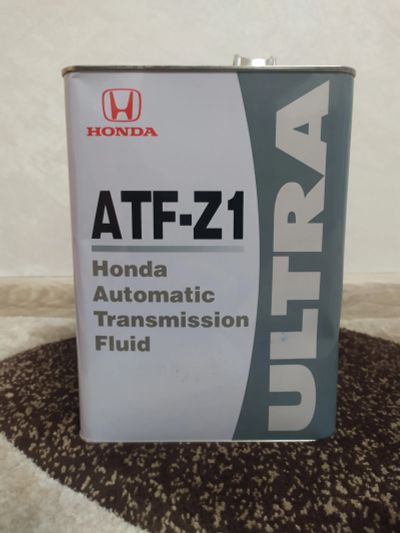 HONDA
ATF-Z1
Honda
Automatic
Transmission
Fluid
ULTRA